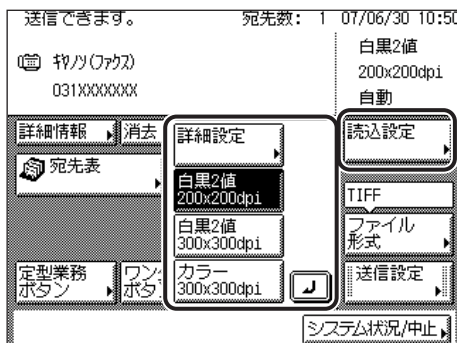 送信できます。 宛先数: 1 07/06/30 10:50
白黒2値
200x200dpi
自動
ｷﾔﾉﾝ(ﾌｧｸｽ)
031XXXXXXX
詳細情報
消去
詳細設定
読込設定
宛先表
白黒2値
200x200dpi
TIFF
白黒2値
300x300dpi
ファイル
形式
定型業務
ボタン
ワン
ボタ
カラー
300x300dpi
送信設定
システム状況/中止